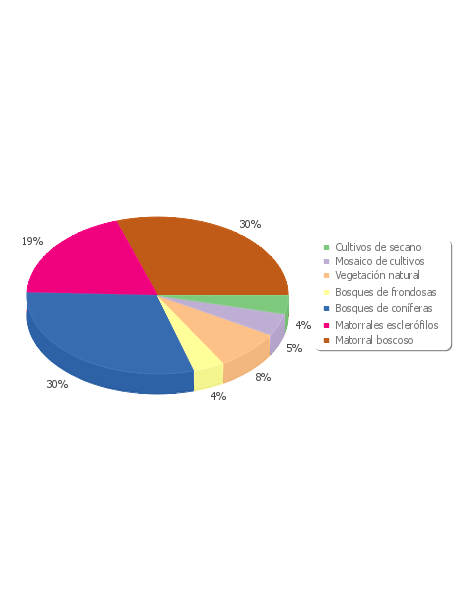 30%
19%
Cultivos de secano
Mosaico de cultivos
Vegetación natural
Bosques de frondosas
Bosques de coníferas
Matorrales esclerófilos
Matorral boscoso
4%
5%
8%
30%
4%